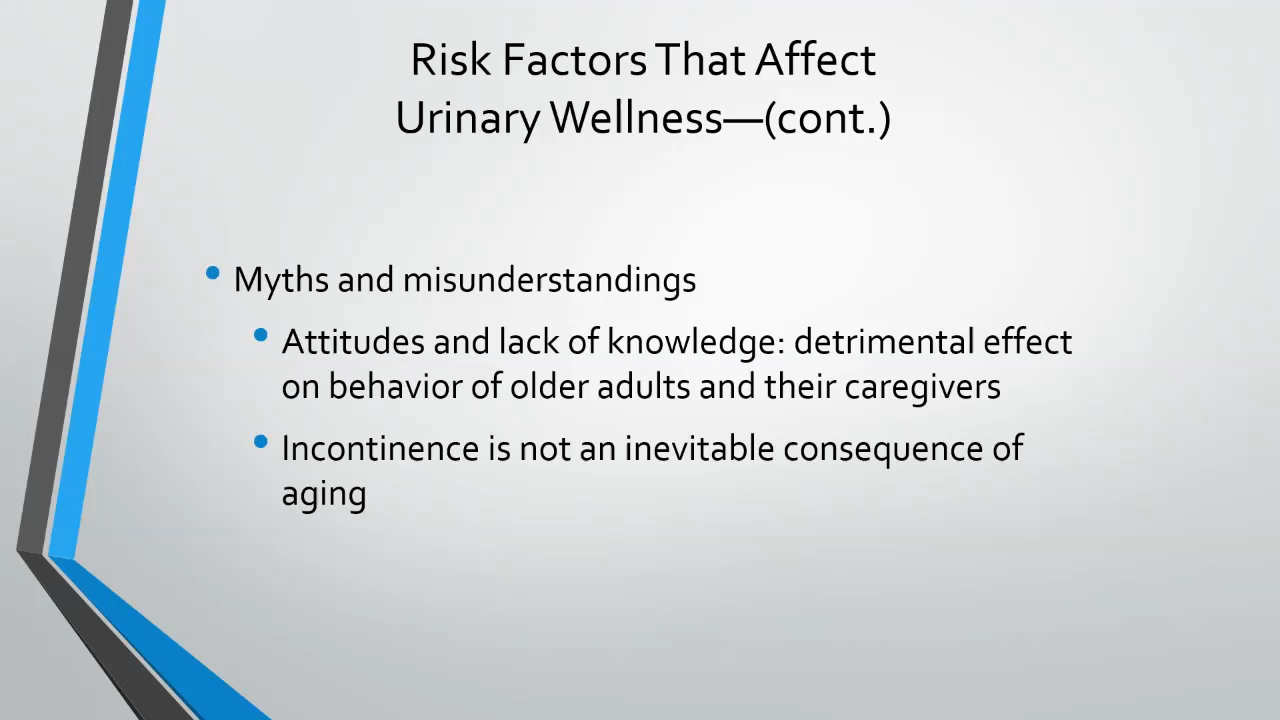 Risk Factors That Affect
Urinary Wellness—(cont.)
• Myths and misunderstandings
• Attitudes and lack of knowledge: detrimental effect
on behavior of older adults and their caregivers
• Incontinence is not an inevitable consequence of
aging